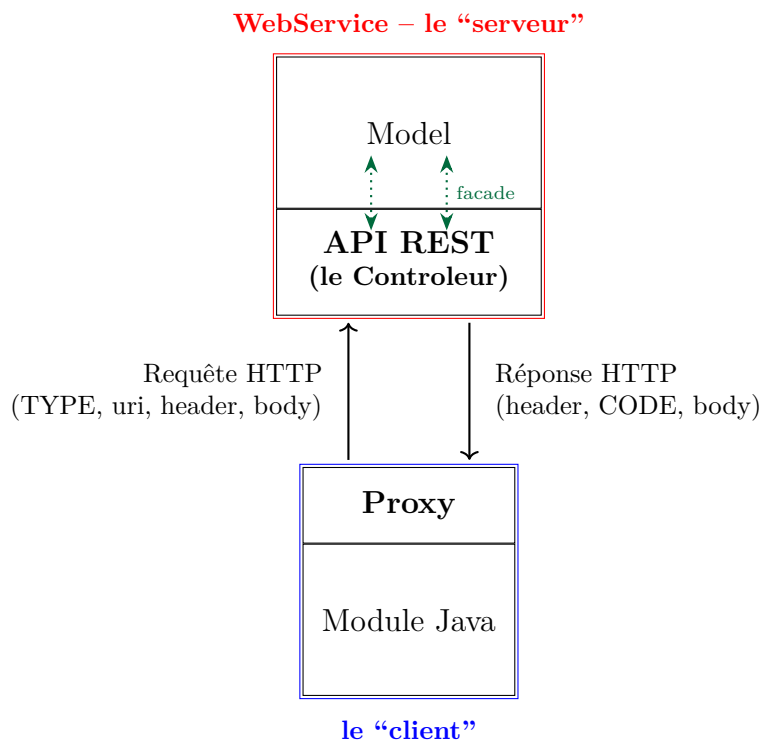 WebService – le “serveur”
Model
facade
API REST
(le Controleur)
Requête HTTP
(TYPE, uri, header, body)
Réponse HTTP
(header, CODE, body)
Proxy
Module Java
le “client”